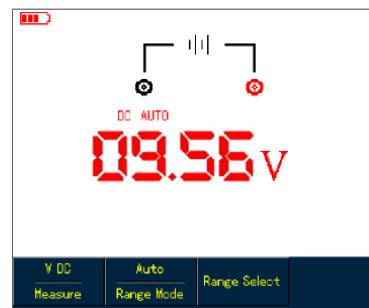 DC AUTO
09.56 V
V DC Auto Range Select
Measure Range Mode